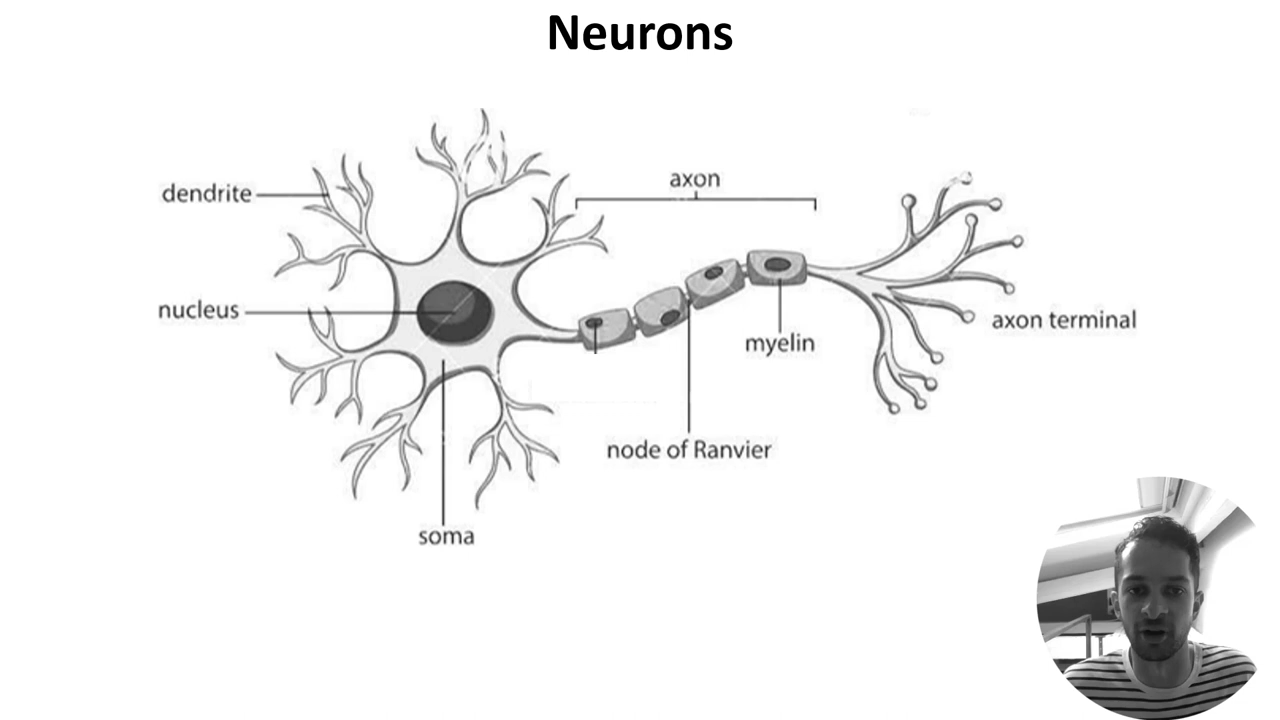 Neurons
dendrite
axon
nucleus
axon terminal
myelin
node of Ranvier
soma